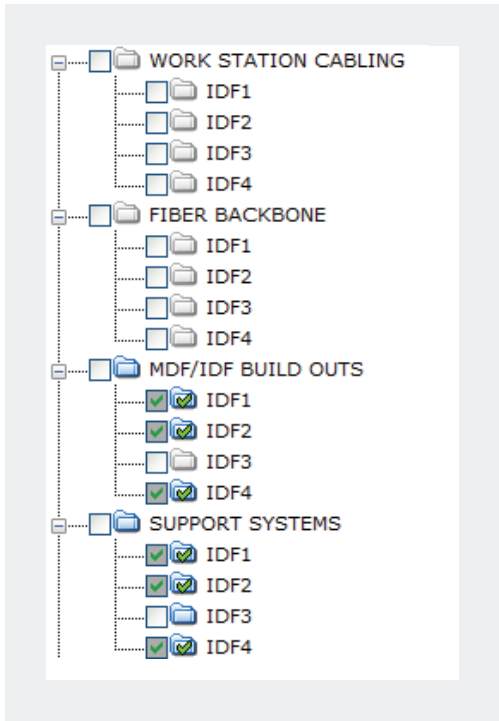 WORK STATION CABLING
IDF1
IDF2
IDF3
IDF4
FIBER BACKBONE
IDF1
IDF2
IDF3
IDF4
MDF/IDF BUILD OUTS
IDF1
IDF2
IDF3
IDF4
SUPPORT SYSTEMS
IDF1
IDF2
IDF3
IDF4